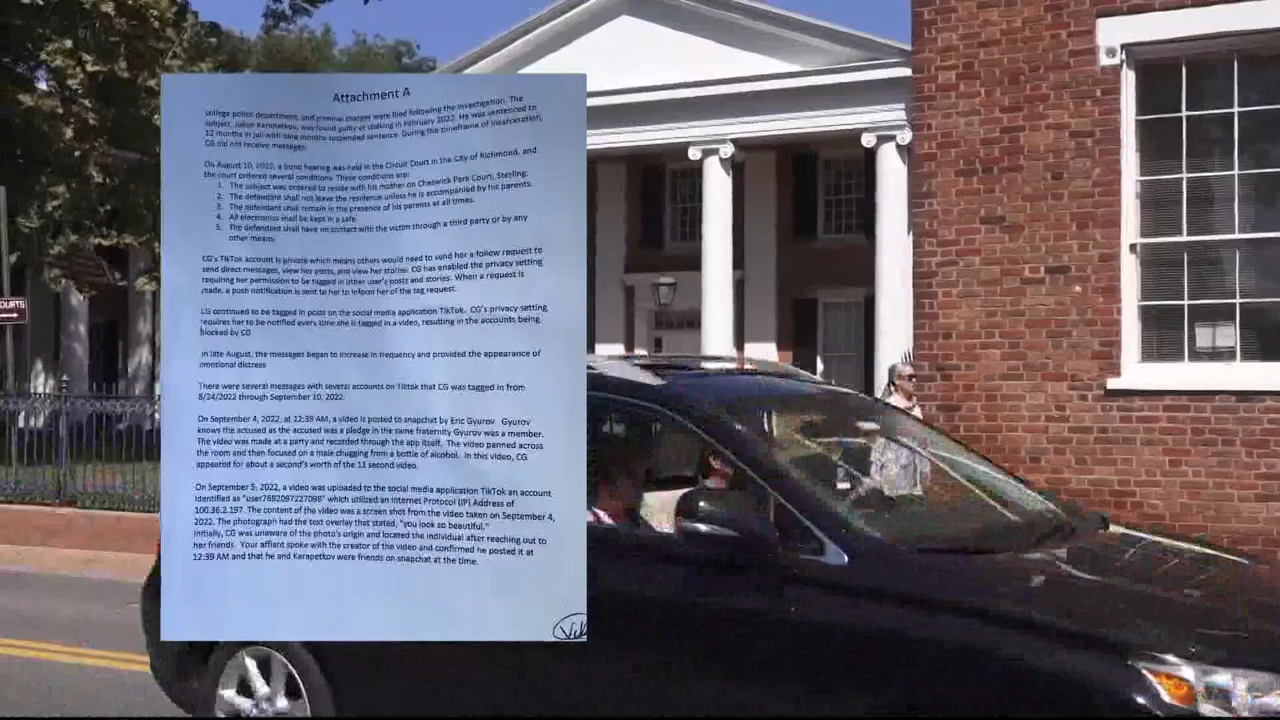 OURTS
Attachment A
college police department, and criminal charges were filed following the investigation. The
subject, Julian Karapetkov, was found guilty of stalking in February 2022. He was sentenced to
12 months in jail with nine months suspended sentence. During the timeframe of incarceration,
CG did not receive messages.
On August 10, 2022, a bond hearing was held in the Circuit Court in the City of Richmond, and
the court ordered several conditions. These conditions are:
1. The subject was ordered to reside with his mother on Cheswick Park Court, Sterling.
2. The defendant shall not leave the residence unless he is accompanied by his parents.
3. The defendant shall remain in the presence of his parents at all times.
4. All electronics shall be kept in a safe.
5. The defendant shall have no contact with the victim through a third party or by any
other means.
CG's TikTok account is private which means others would need to send her a follow request to
send direct messages, view her posts, and view her stories. CG has enabled the privacy setting
requiring her permission to be tagged in other user's posts and stories. When a request is
made, a push notification is sent to her to inform her of the tag request.
CG continued to be tagged in posts on the social media application TikTok. CG's privacy setting
requires her to be notified every time she is tagged in a video, resulting in the accounts being
blocked by CG
In late August, the messages began to increase in frequency and provided the appearance of
emotional distress
There were several messages with several accounts on Tiktok that CG was tagged in from
8/24/2022 through September 10, 2022.
On September 4, 2022, at 12:39 AM, a video is posted to snapchat by Eric Gyurov Gyurov
knows the accused as the accused was a pledge in the same fraternity Gyurov was a member.
The video was made at a party and recorded through the app itself. The video panned across
the room and then focused on a male chugging from a bottle of alcohol. In this video, CG
appeared for about a second's worth of the 11 second video.
On September 5, 2022, a video was uploaded to the social media application TikTok an account
identified as "user7692097227098" which utilized an Internet Protocol (IP) Address of
100.36.2.197. The content of the video was a screen shot from the video taken on September 4,
2022. The photograph had the text overlay that stated, "you look so beautiful."
Initially, CG was unaware of the photo's origin and located the individual after reaching out to
her friends. Your affiant spoke with the creator of the video and confirmed he posted it at
12:39 AM and that he and Karapetkov were friends on snapchat at the time.